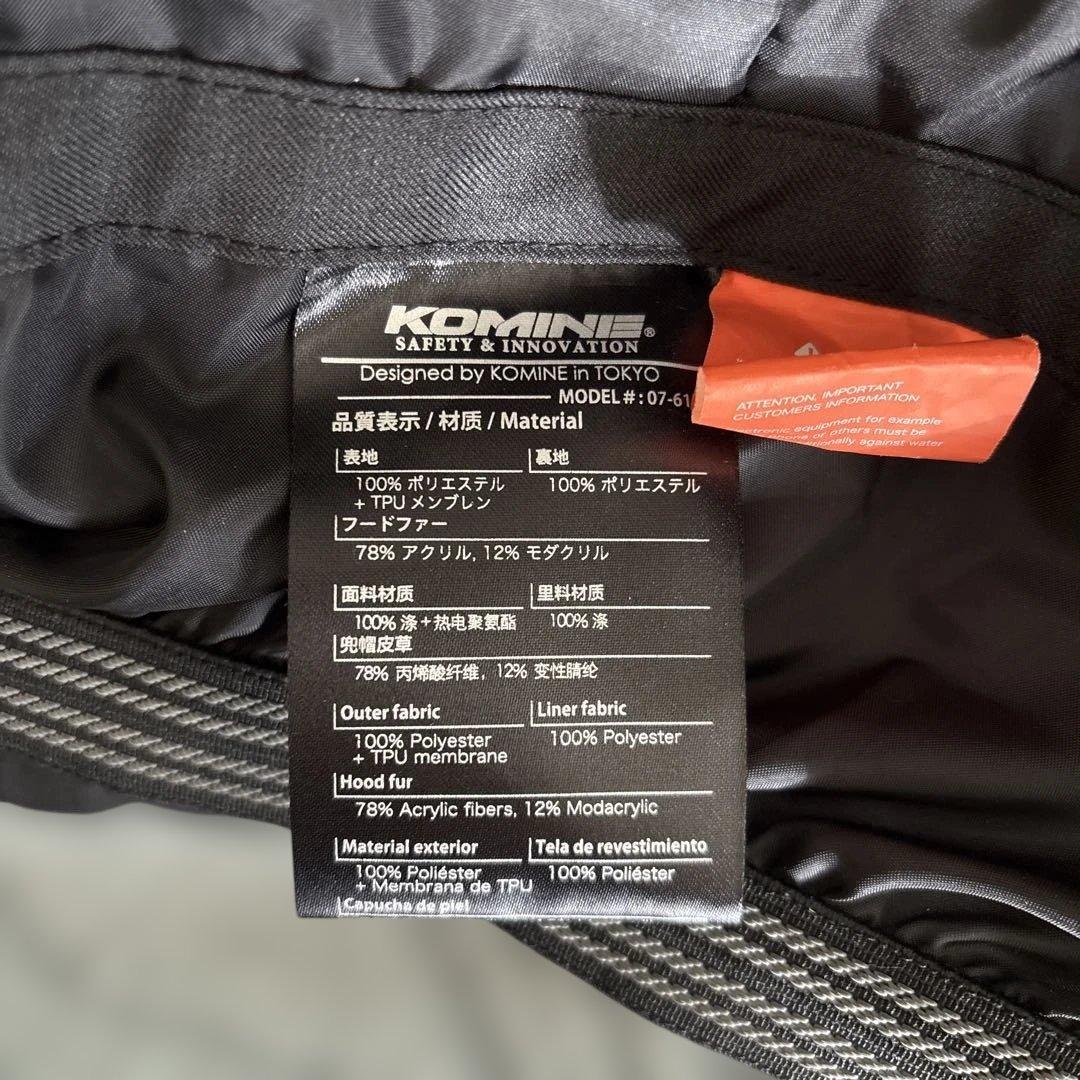 KOMINE®
SAFETY & INNOVATION
Designed by KOMINE in TOKYO
MODEL # : 07-61
品質表示 / 材质 / Material
表地 裏地
100% ポリエステル 100% ポリエステル
+ TPU メンブレン
フードファー
78% アクリル, 12% モダクリル
面料材质 里料材质
100% 涤 + 热电聚氨酯 100% 涤
兜帽皮草
78% 丙烯酸纤维, 12% 变性腈纶
Outer fabric Liner fabric
100% Polyester 100% Polyester
+ TPU membrane
Hood fur
78% Acrylic fibers, 12% Modacrylic
Material exterior Tela de revestimiento
100% Poliéster 100% Poliéster
+ Membrana de TPU
Capucha de piel
ATTENTION, IMPORTANT
CUSTOMERS INFORMATION
equipment for example
or others must be
against water